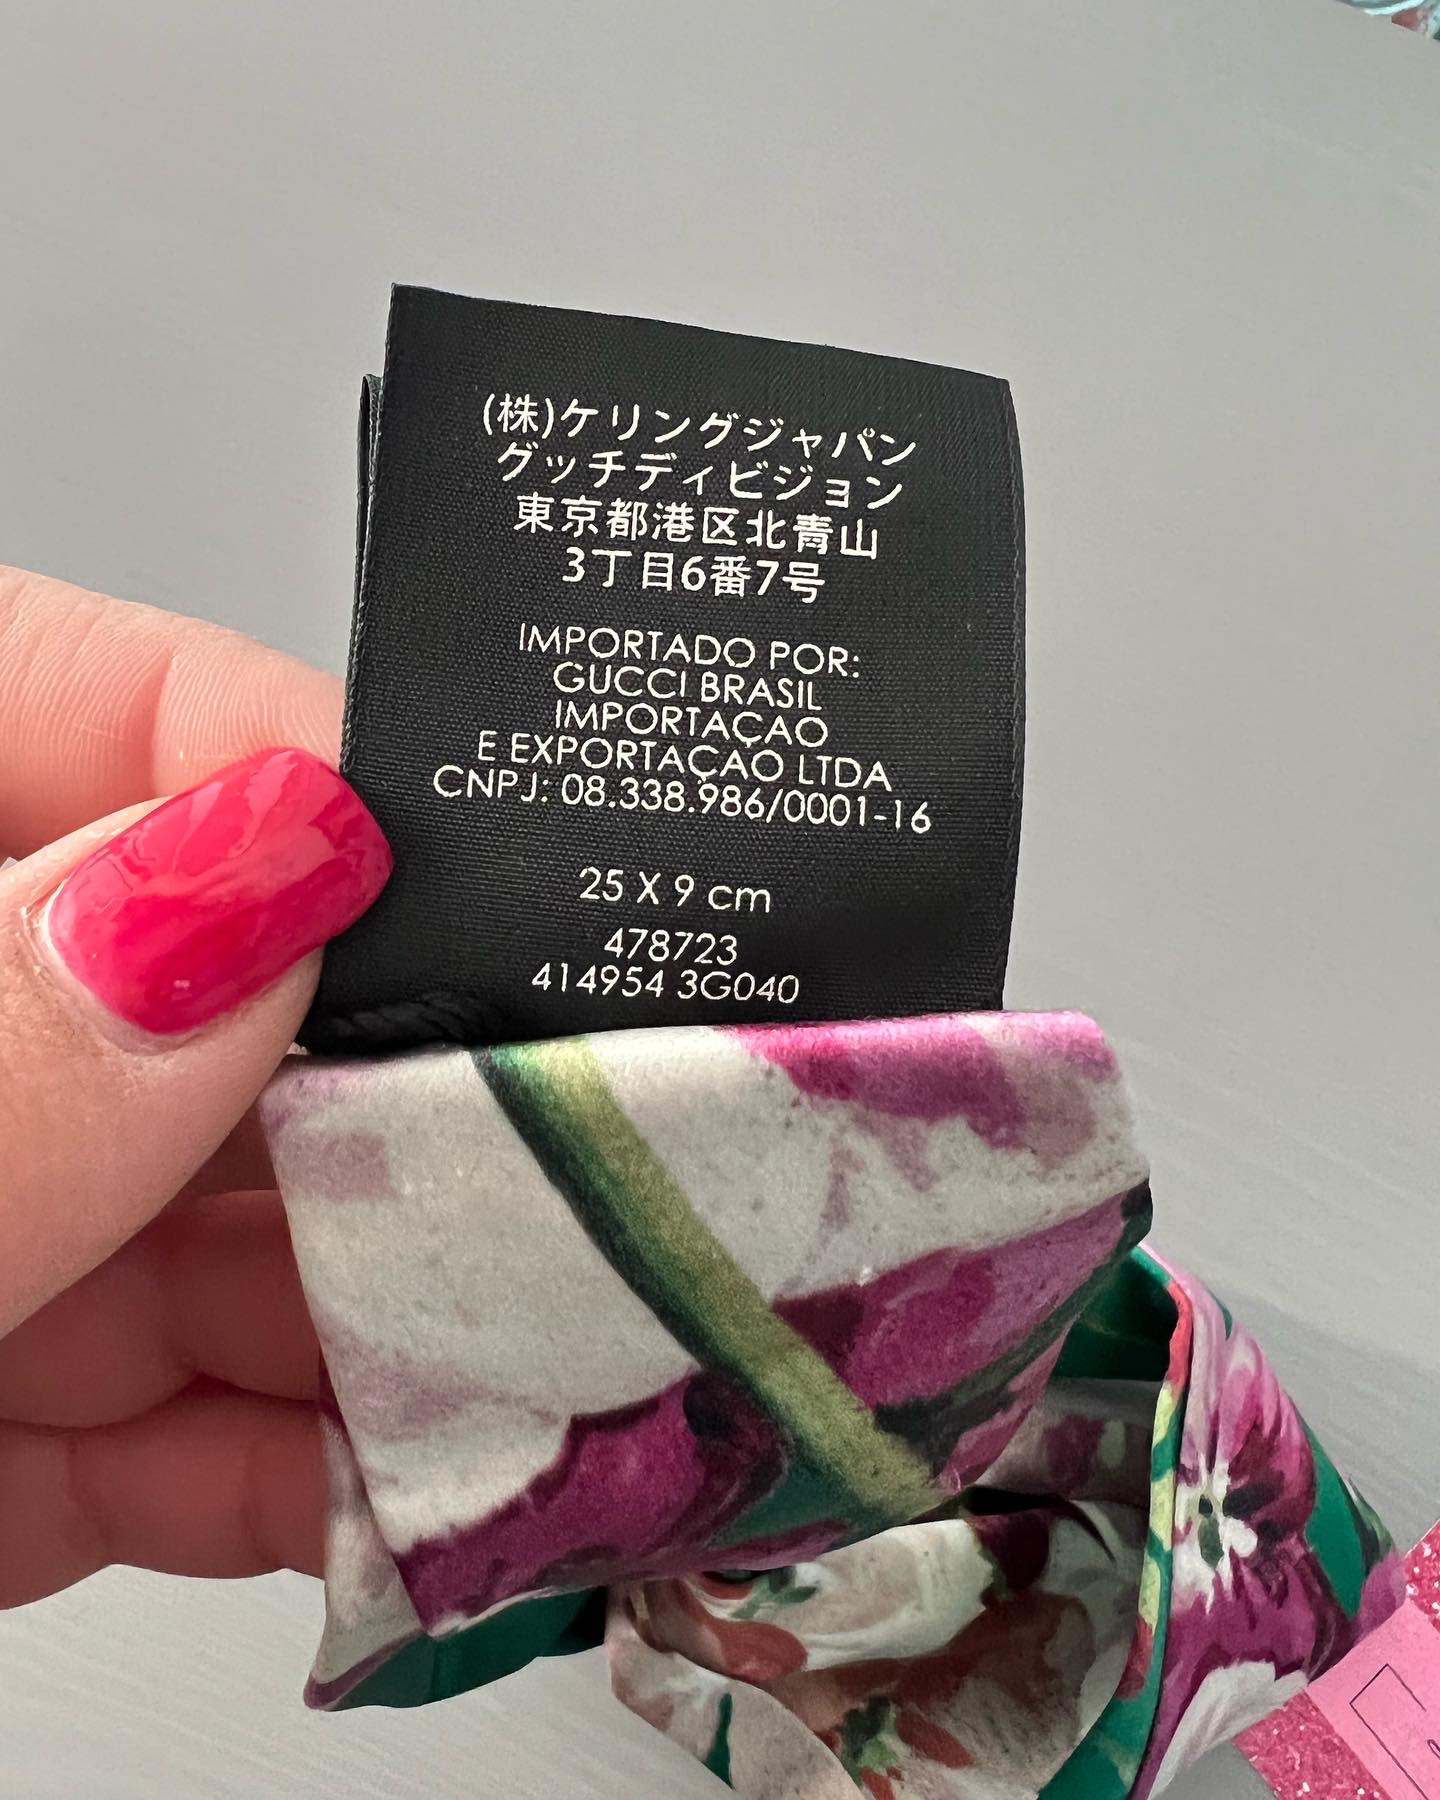 (株)ケリングジャパン
グッチディビジョン
東京都港区北青山
3丁目6番7号
IMPORTADO POR:
GUCCI BRASIL
IMPORTAÇAO
E EXPORTAÇAO LTDA
CNPJ: 08.338.986/0001-16
25 X 9 cm
478723
414954 3G040